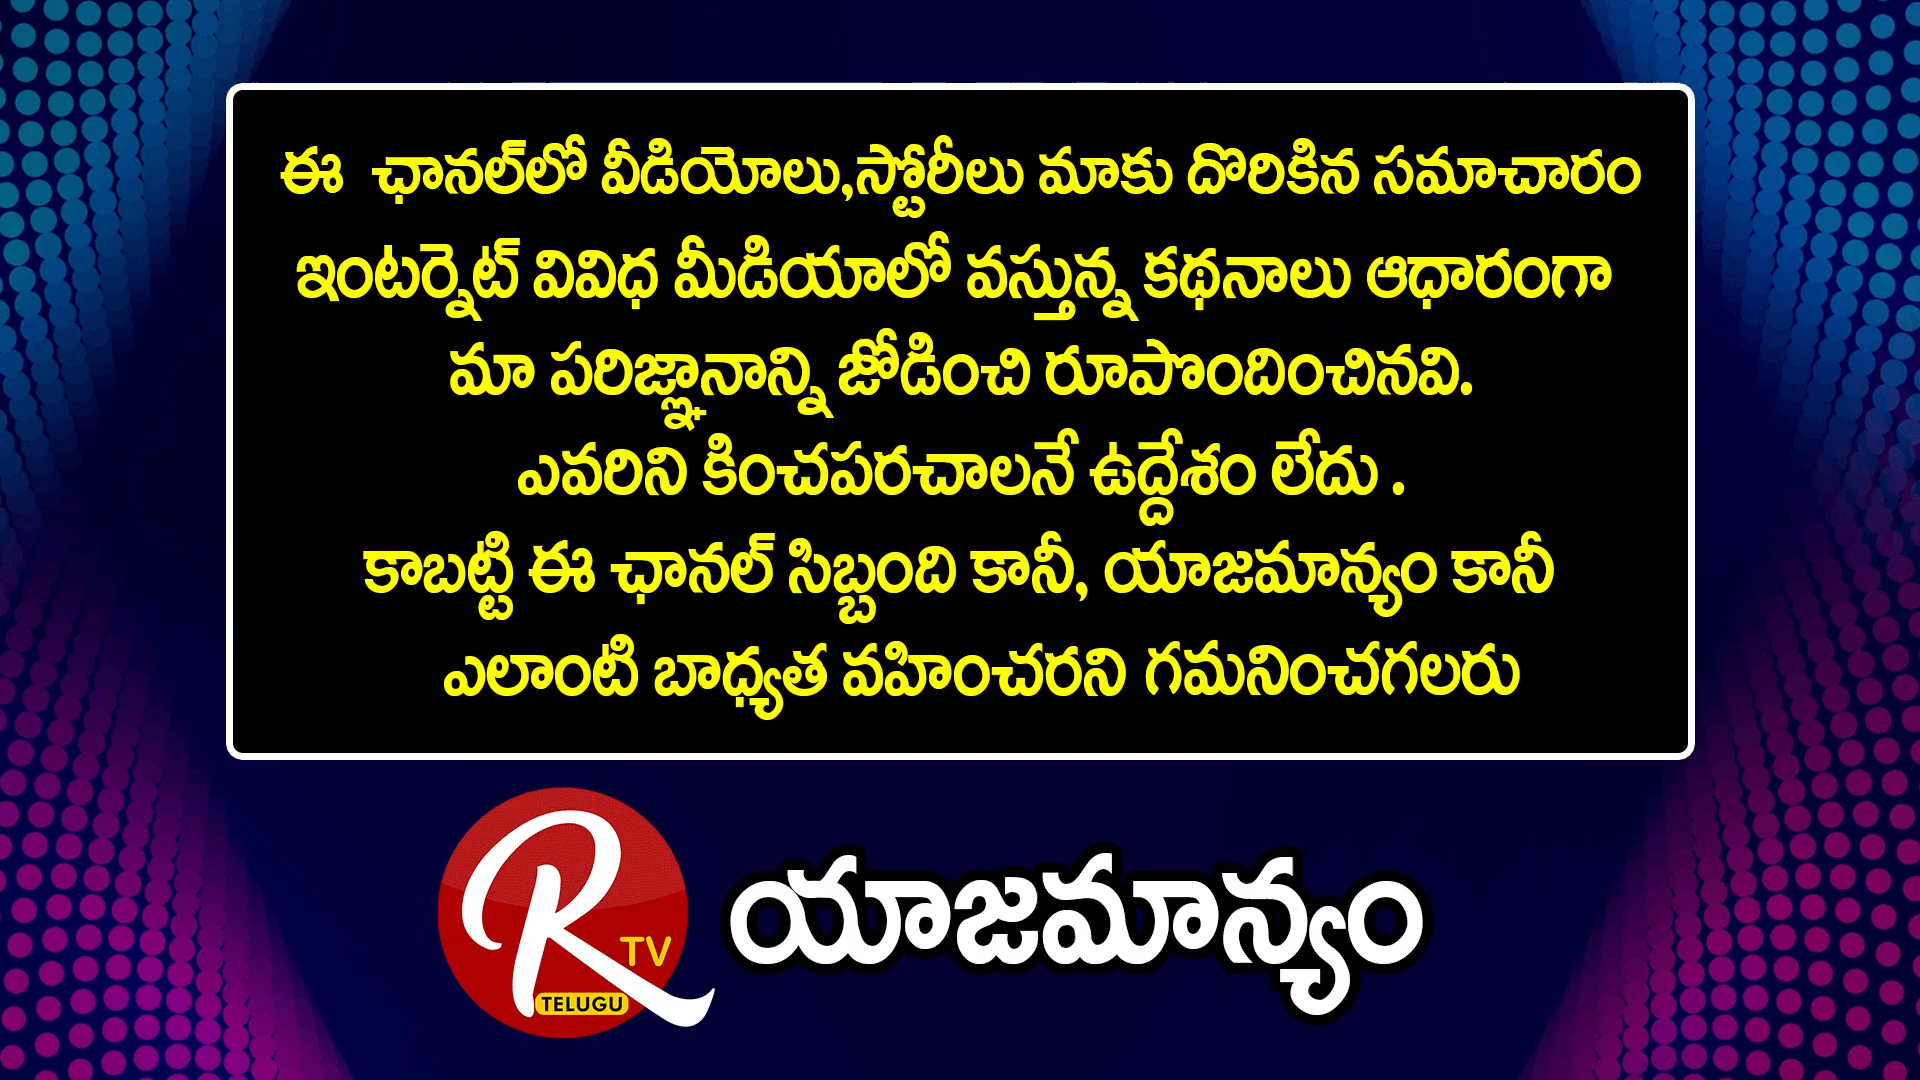 ఈ ఛానల్‌లో వీడియోలు,స్టోరీలు మాకు దొరికిన సమాచారం
ఇంటర్నెట్ వివిధ మీడియాలో వస్తున్న కథనాలు ఆధారంగా
మా పరిజ్ఞానాన్ని జోడించి రూపొందించినవి.
ఎవరిని కించపరచాలనే ఉద్దేశం లేదు .
కాబట్టి ఈ ఛానల్ సిబ్బంది కానీ, యాజమాన్యం కానీ
ఎలాంటి బాధ్యత వహించరని గమనించగలరు
R TV TELUGU
యాజమాన్యం